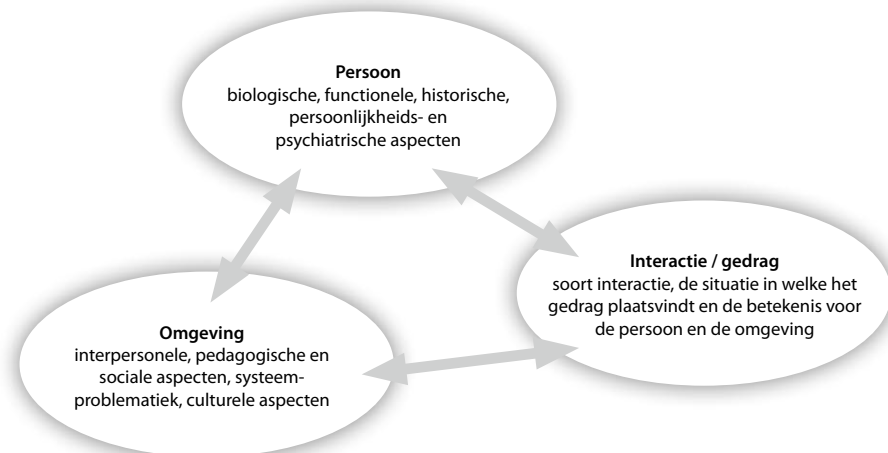 Persoon
biologische, functionele, historische,
persoonlijkheids- en
psychiatrische aspecten
Interactie / gedrag
soort interactie, de situatie in welke het
gedrag plaatsvindt en de betekenis voor
de persoon en de omgeving
Omgeving
interpersonele, pedagogische en
sociale aspecten, systeem-
problematiek, culturele aspecten